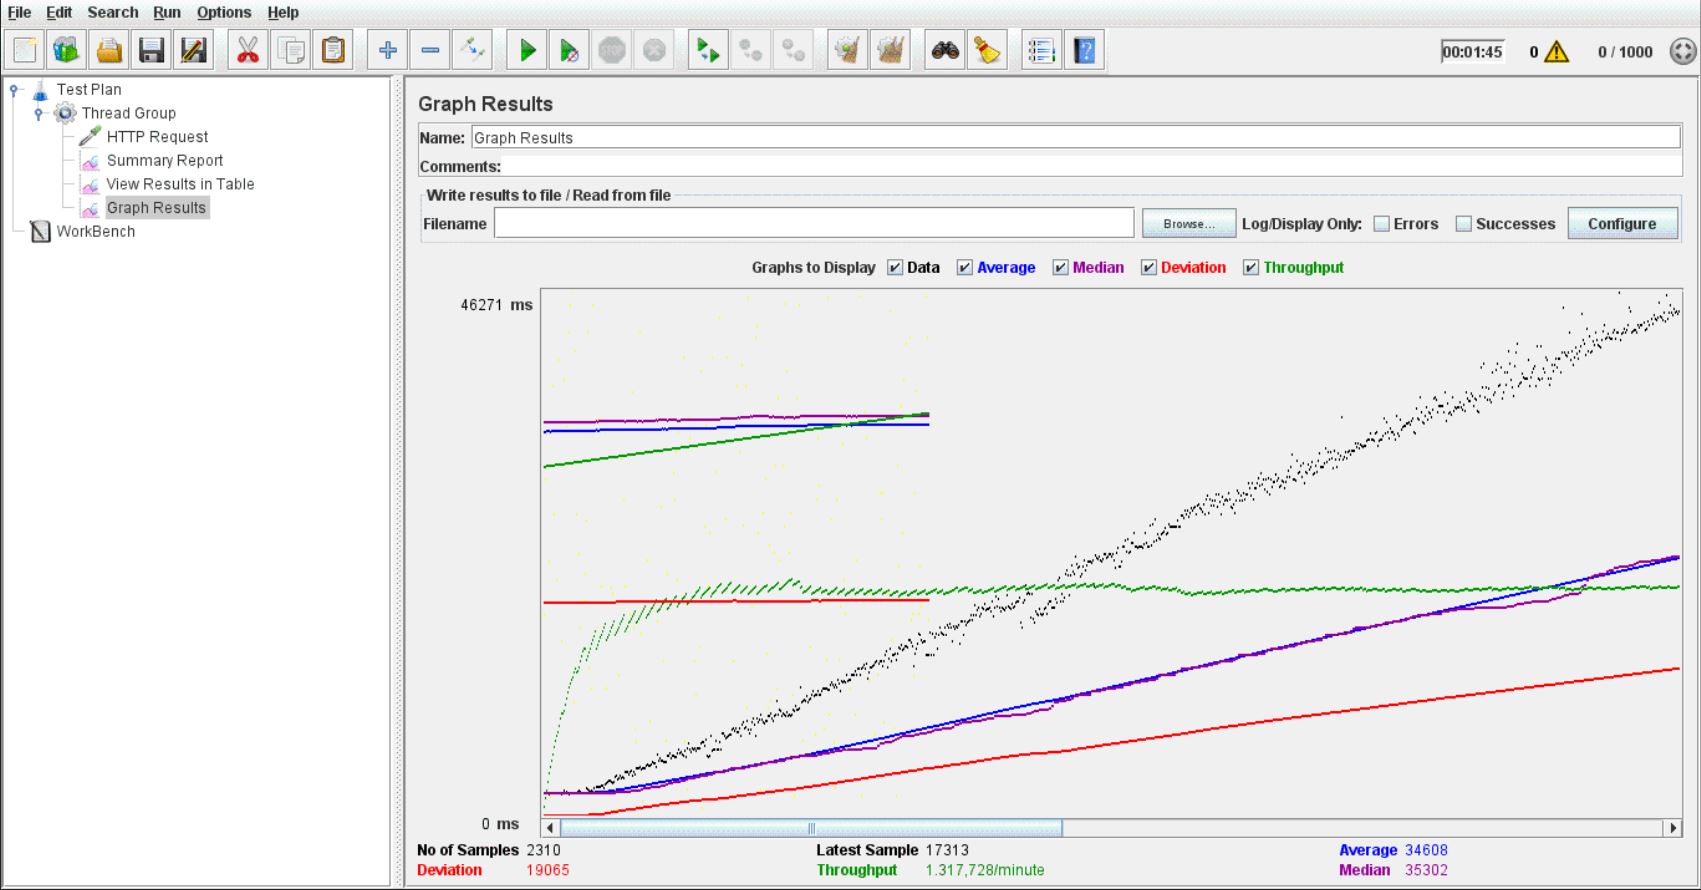 File Edit Search Run Options Help
00:01:45 0 0 / 1000
Test Plan
Thread Group
HTTP Request
Summary Report
View Results in Table
Graph Results
WorkBench
Graph Results
Name: Graph Results
Comments:
Write results to file / Read from file
Filename Browse... Log/Display Only: Errors Successes Configure
Graphs to Display Data Average Median Deviation Throughput
46271 ms
0 ms
No of Samples 2310 Latest Sample 17313 Average 34608
Deviation 19065 Throughput 1.317,728/minute Median 35302